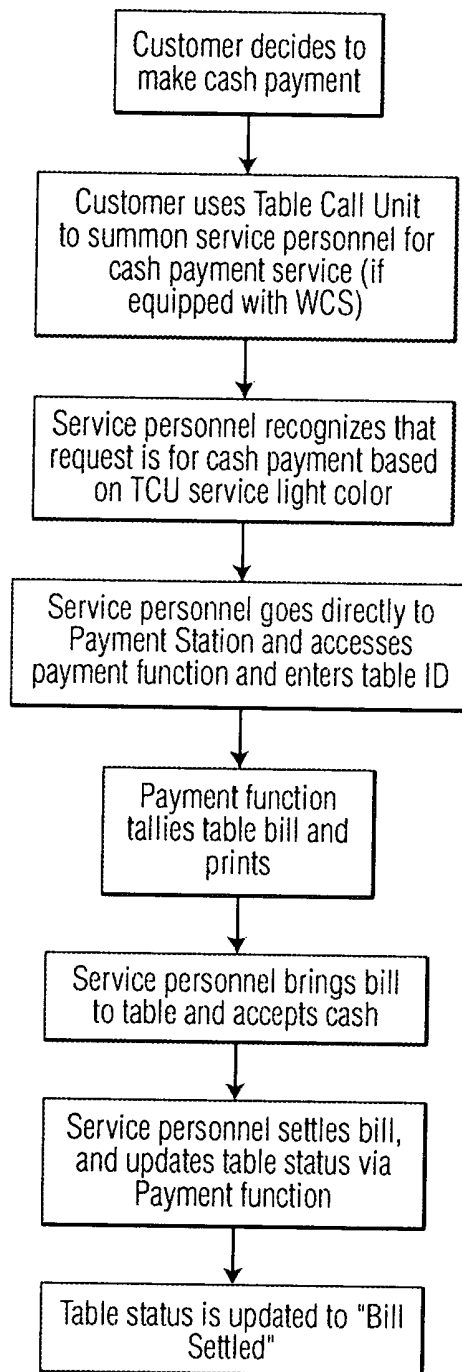 Customer decides to
make cash payment
Customer uses Table Call Unit
to summon service personnel for
cash payment service (if
equipped with WCS)
Service personnel recognizes that
request is for cash payment based
on TCU service light color
Service personnel goes directly to
Payment Station and accesses
payment function and enters table ID
Payment function
tallies table bill and
prints
Service personnel brings bill
to table and accepts cash
Service personnel settles bill,
and updates table status via
Payment function
Table status is updated to "Bill
Settled"